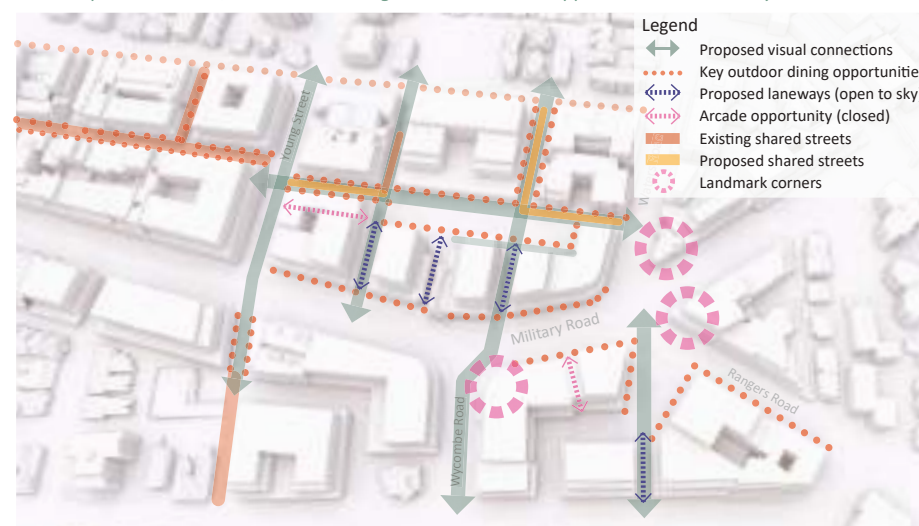 Legend
Proposed visual connections
Key outdoor dining opportunitie
Proposed laneways (open to sky
Arcade opportunity (closed)
Existing shared streets
Proposed shared streets
Landmark corners
Young Street
Military Road
Wycombe Road
Rangers Road